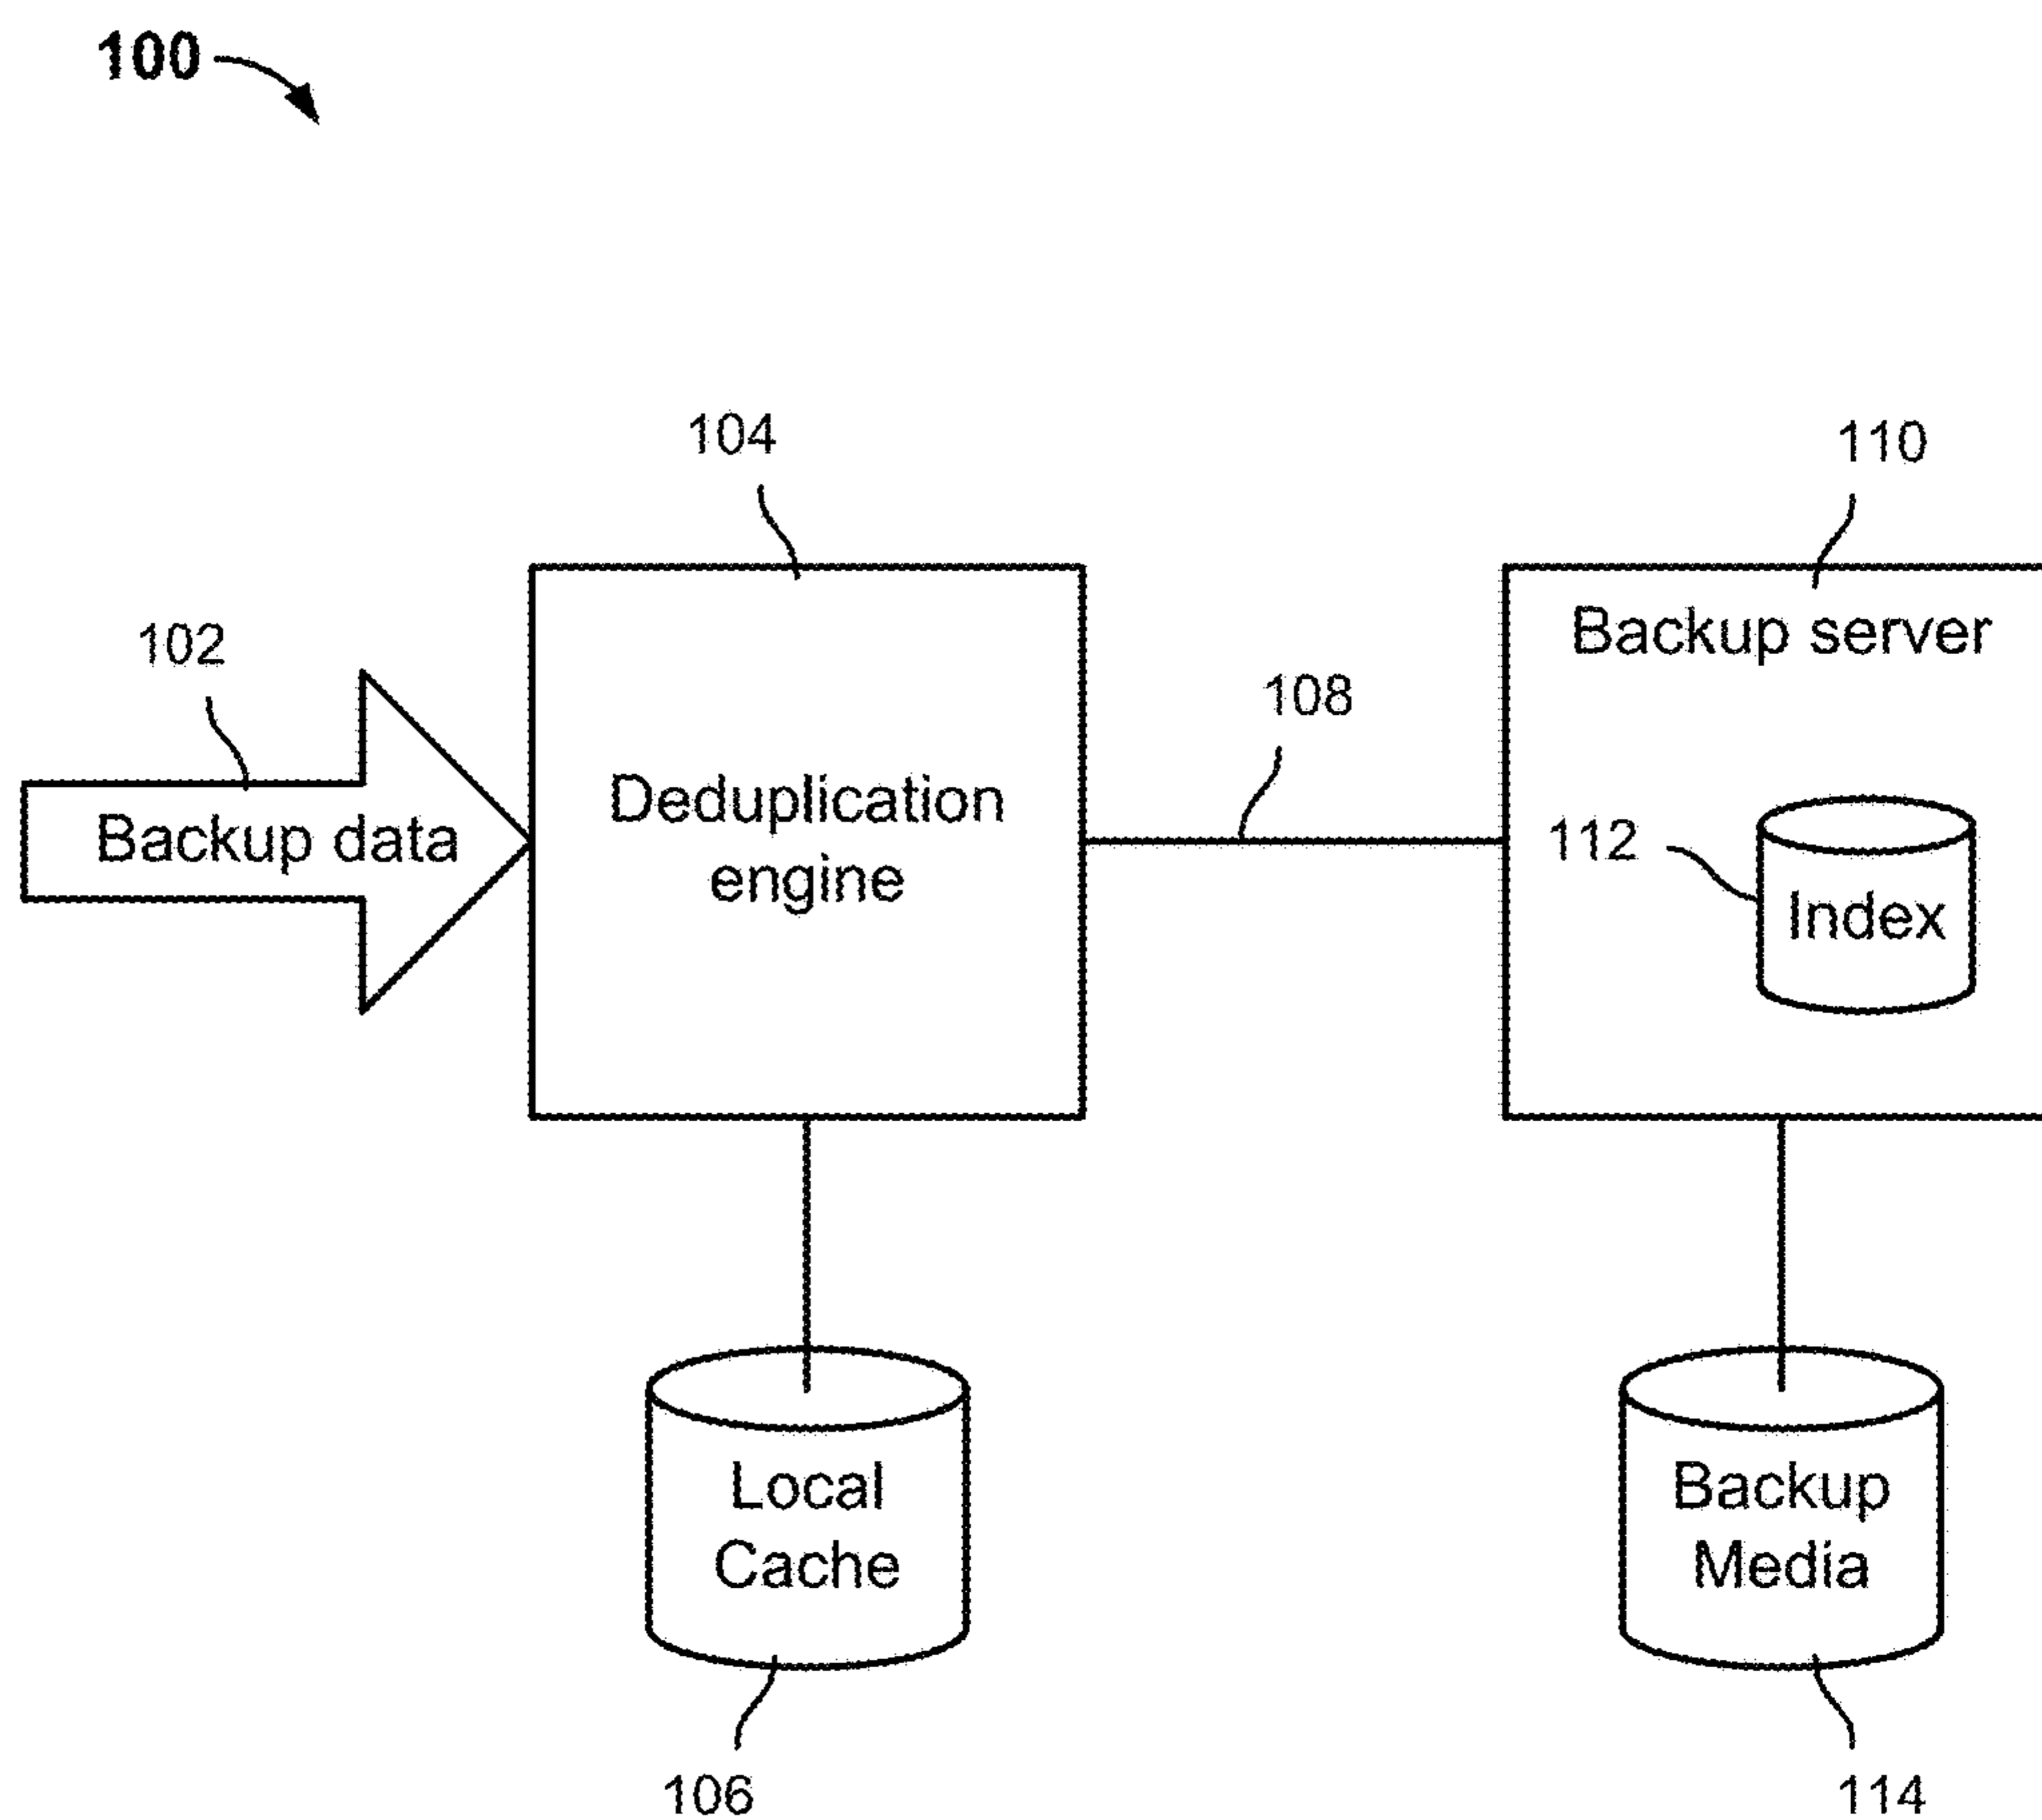 100
104
110
102
Backup server
108
Deduplication
engine
112
Backup data
Index
Local
Cache
Backup
Media
106
114